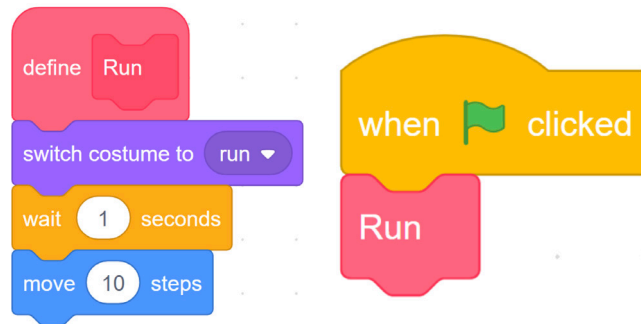 define Run
switch costume to run
wait 1 seconds
move 10 steps
when clicked
Run